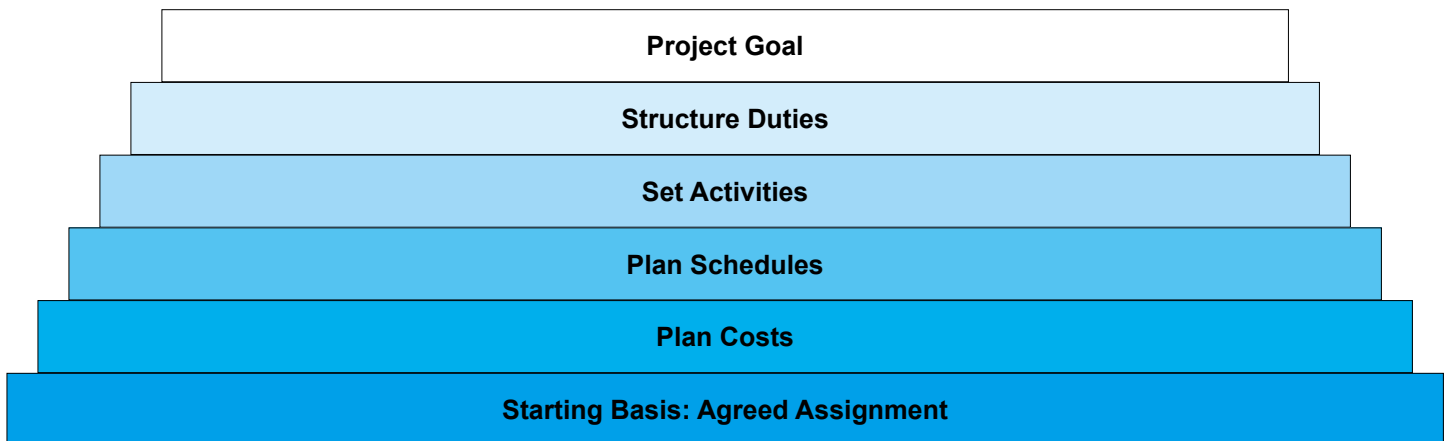 Project Goal
Structure Duties
Set Activities
Plan Schedules
Plan Costs
Starting Basis: Agreed Assignment